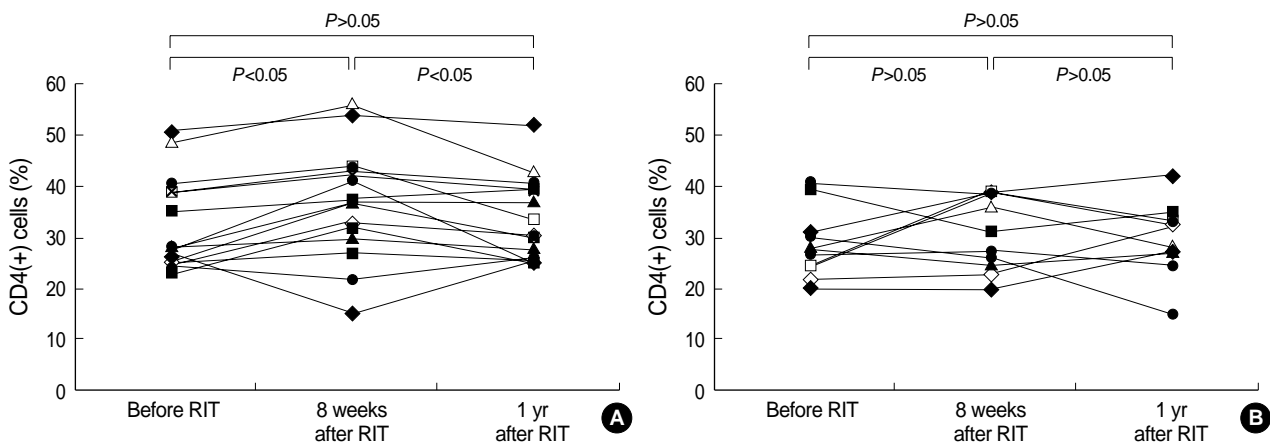 P>0.05
P<0.05 P<0.05
CD4(+) cells (%)
60
50
40
30
20
10
0
Before RIT
8 weeks
after RIT
1 yr
after RIT
A
P>0.05
P>0.05 P>0.05
CD4(+) cells (%)
60
50
40
30
20
10
0
Before RIT
8 weeks
after RIT
1 yr
after RIT
B